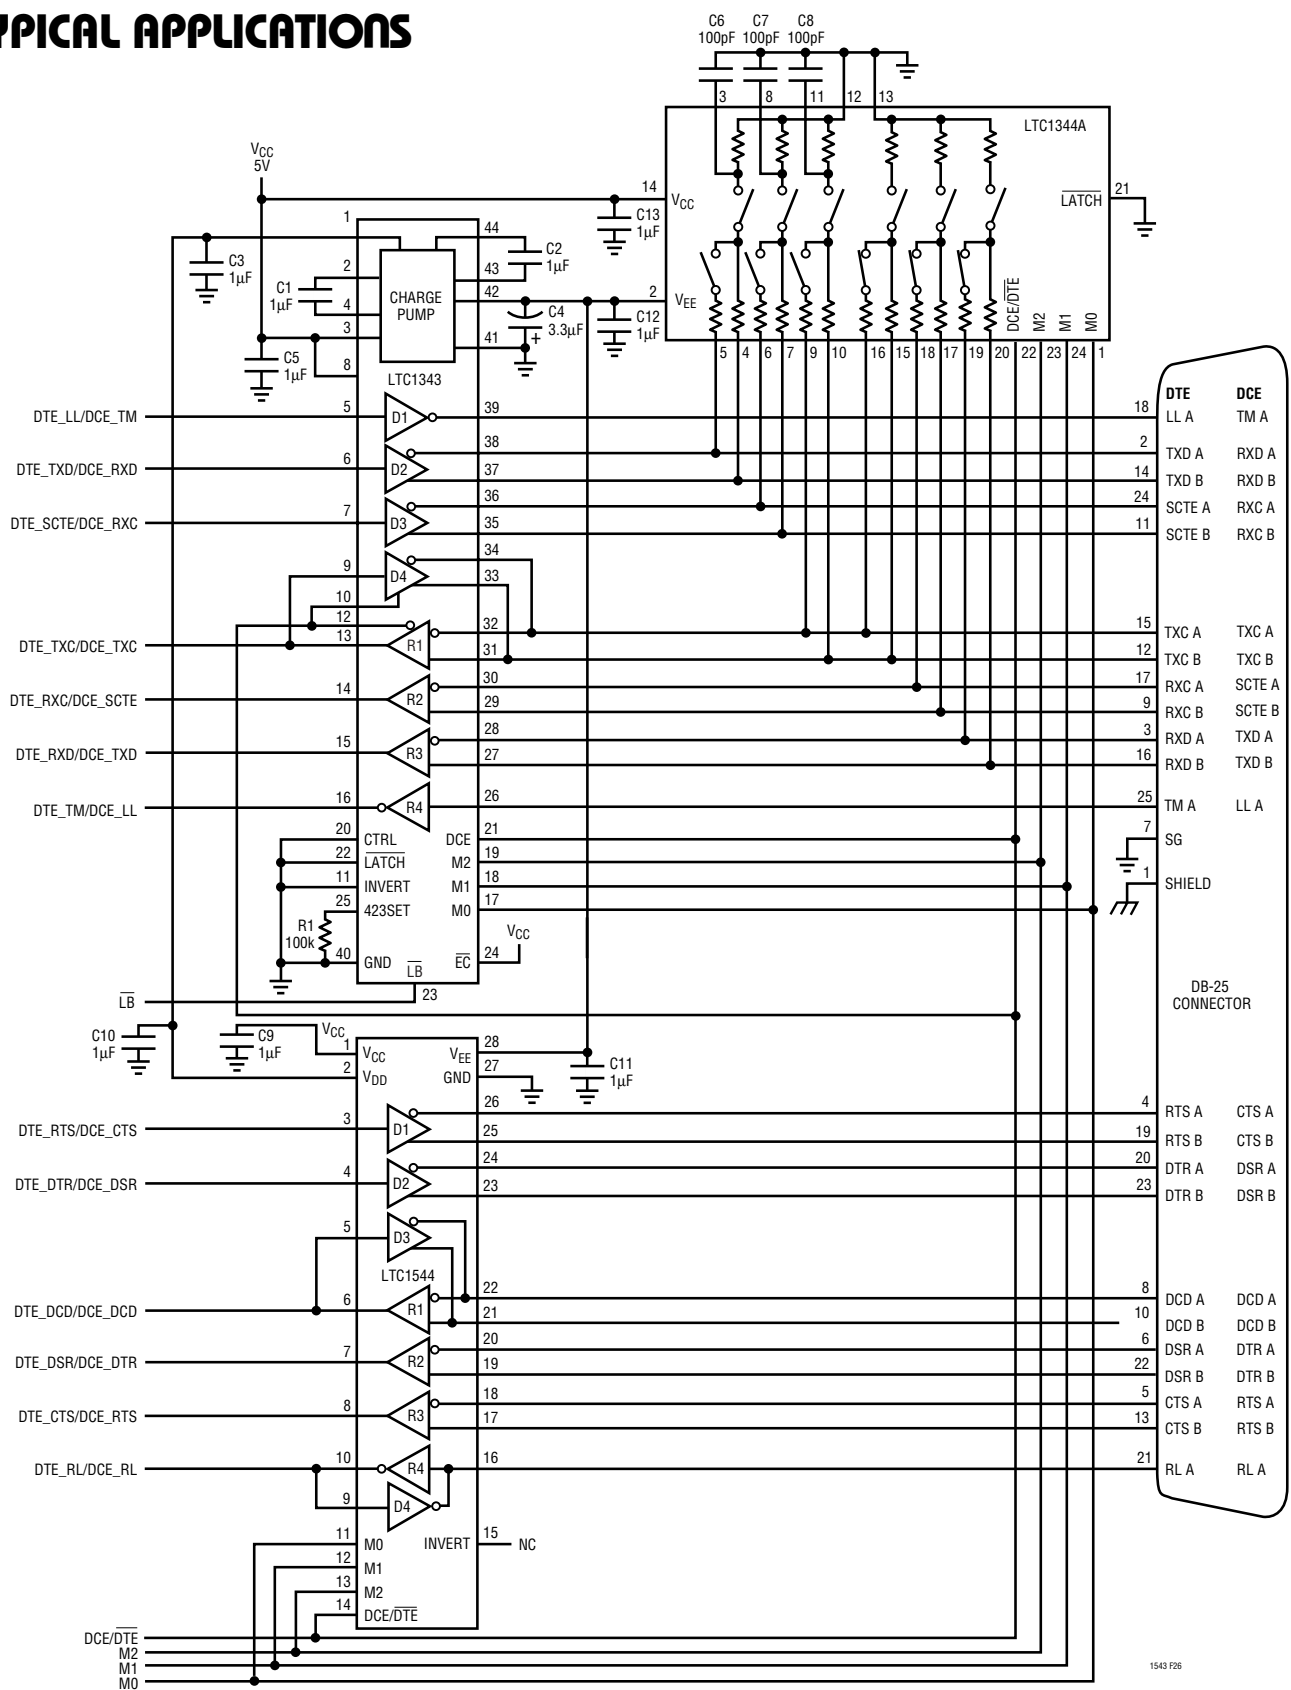 YPICAL APPLICATIONS
C6 C7 C8
100pF 100pF 100pF
3 8 11 12 13
LTC1344A
VCC
5V
14 VCC
LATCH 21
C13
1µF
1 44
C3
1µF
C2
1µF
2 43
C1
1µF
4 42
CHARGE
PUMP
3 41
C4
3.3µF
+
C12
1µF
2 VEE
DCE/DTE M2 M1 M0
C5
1µF
8
5 4 6 7 9 10 16 15 18 17 19 20 22 23 24 1
LTC1343
DTE DCE
DTE_LL/DCE_TM 5 D1 39 18 LL A TM A
38 2 TXD A RXD A
DTE_TXD/DCE_RXD 6 D2 37 14 TXD B RXD B
36 24 SCTE A RXC A
DTE_SCTE/DCE_RXC 7 D3 35 11 SCTE B RXC B
34
9 D4 33
10
12 32 15 TXC A TXC A
DTE_TXC/DCE_TXC 13 R1 31 12 TXC B TXC B
30 17 RXC A SCTE A
DTE_RXC/DCE_SCTE 14 R2 29 9 RXC B SCTE B
28 3 RXD A TXD A
DTE_RXD/DCE_TXD 15 R3 27 16 RXD B TXD B
DTE_TM/DCE_LL 16 R4 26 25 TM A LL A
20 CTRL DCE 21 7 SG
22 LATCH M2 19
11 INVERT M1 18 1 SHIELD
25 423SET M0 17
R1
100k
VCC
40 GND LB EC 24
LB 23
DB-25
CONNECTOR
C10
1µF
C9
1µF
VCC
1 VCC VEE 28
2 VDD GND 27
C11
1µF
26 4 RTS A CTS A
DTE_RTS/DCE_CTS 3 D1 25 19 RTS B CTS B
24 20 DTR A DSR A
DTE_DTR/DCE_DSR 4 D2 23 23 DTR B DSR B
5 D3
LTC1544
22 8 DCD A DCD A
DTE_DCD/DCE_DCD 6 R1 21 10 DCD B DCD B
20 6 DSR A DTR A
DTE_DSR/DCE_DTR 7 R2 19 22 DSR B DTR B
18 5 CTS A RTS A
DTE_CTS/DCE_RTS 8 R3 17 13 CTS B RTS B
DTE_RL/DCE_RL 10 R4 16 21 RL A RL A
9 D4
11 M0 INVERT 15 NC
12 M1
13 M2
14 DCE/DTE
DCE/DTE
M2
M1
M0
1543 F26